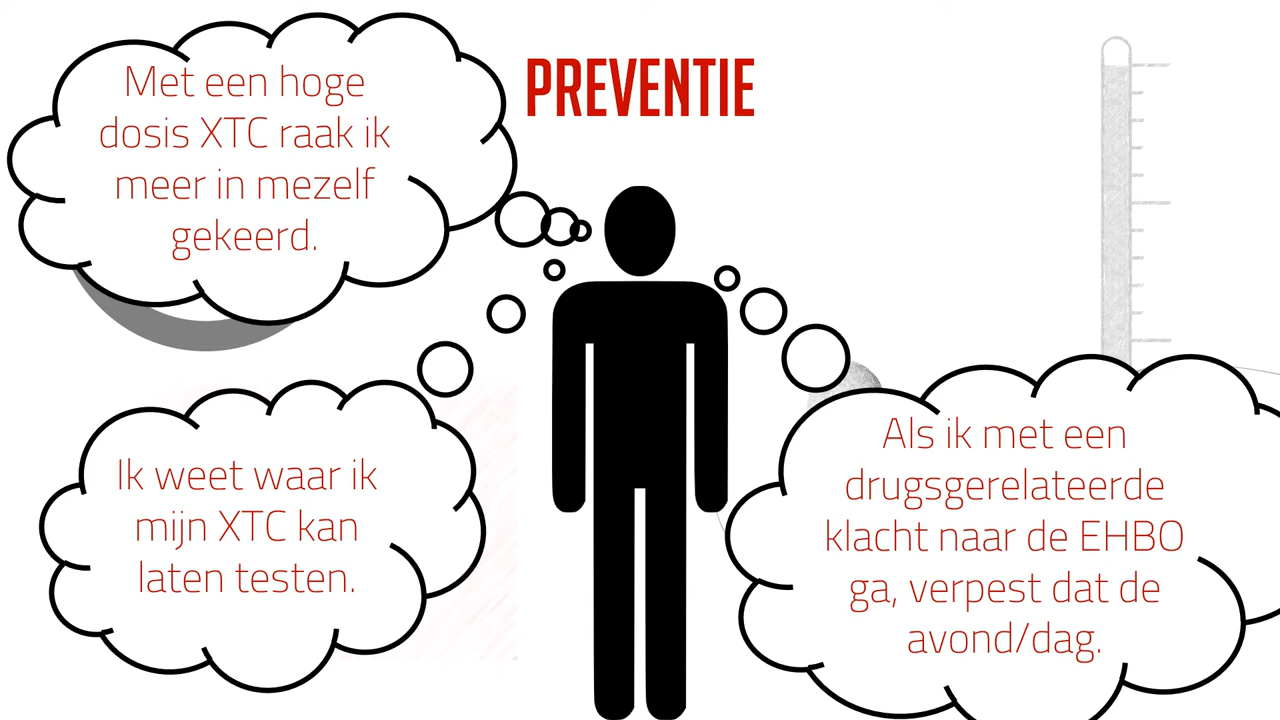 PREVENTIE
Met een hoge
dosis XTC raak ik
meer in mezelf
gekeerd.
Ik weet waar ik
mijn XTC kan
laten testen.
Als ik met een
drugsgerelateerde
klacht naar de EHBO
ga, verpest dat de
avond/dag.